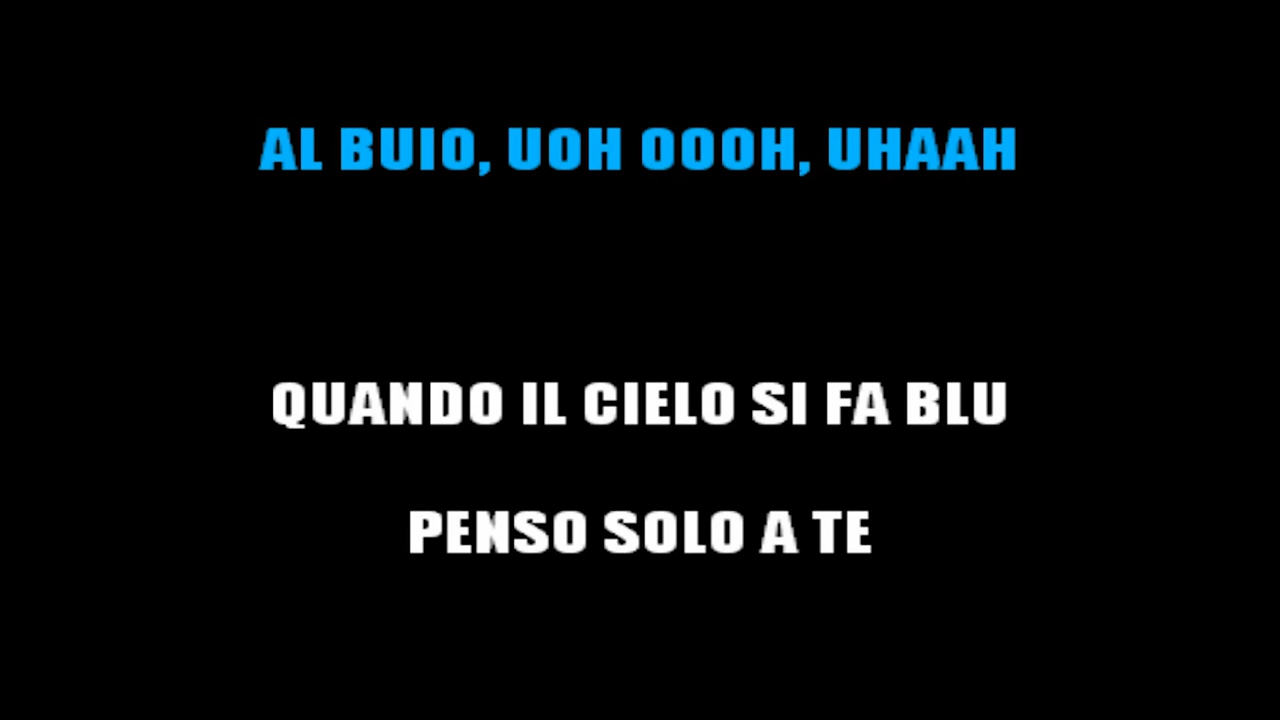 AL BUIO, UOH OOOH, UHAAH
QUANDO IL CIELO SI FA BLU
PENSO SOLO A TE